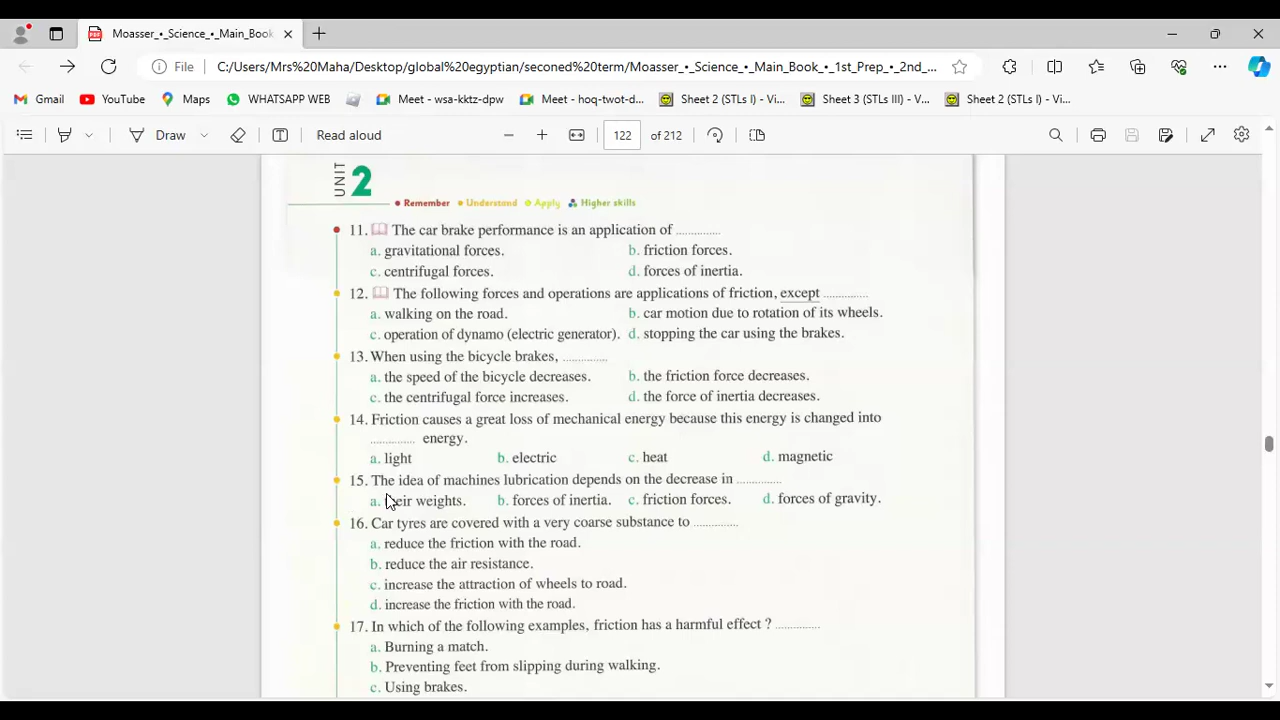 Moasser_•_Science_•_Main_Book
File C:/Users/Mrs%20Maha/Desktop/global%20egyptian/seconed%20term/Moasser_•_Science_•_Main_Book_•_1st_Prep_•_2nd_...
Gmail YouTube Maps WHATSAPP WEB Meet - wsa-kktz-dpw Meet - hoq-twot-d... Sheet 2 (STLs I) - Vi... Sheet 3 (STLs III) - V... Sheet 2 (STLs I) - Vi...
Draw Read aloud 122 of 212
UNIT 2
Remember Understand Apply Higher skills
11. The car brake performance is an application of ............
a. gravitational forces. b. friction forces.
c. centrifugal forces. d. forces of inertia.
12. The following forces and operations are applications of friction, except ............
a. walking on the road. b. car motion due to rotation of its wheels.
c. operation of dynamo (electric generator). d. stopping the car using the brakes.
13. When using the bicycle brakes, ............
a. the speed of the bicycle decreases. b. the friction force decreases.
c. the centrifugal force increases. d. the force of inertia decreases.
14. Friction causes a great loss of mechanical energy because this energy is changed into
............ energy.
a. light b. electric c. heat d. magnetic
15. The idea of machines lubrication depends on the decrease in ............
a. their weights. b. forces of inertia. c. friction forces. d. forces of gravity.
16. Car tyres are covered with a very coarse substance to ............
a. reduce the friction with the road.
b. reduce the air resistance.
c. increase the attraction of wheels to road.
d. increase the friction with the road.
17. In which of the following examples, friction has a harmful effect ? ............
a. Burning a match.
b. Preventing feet from slipping during walking.
c. Using brakes.